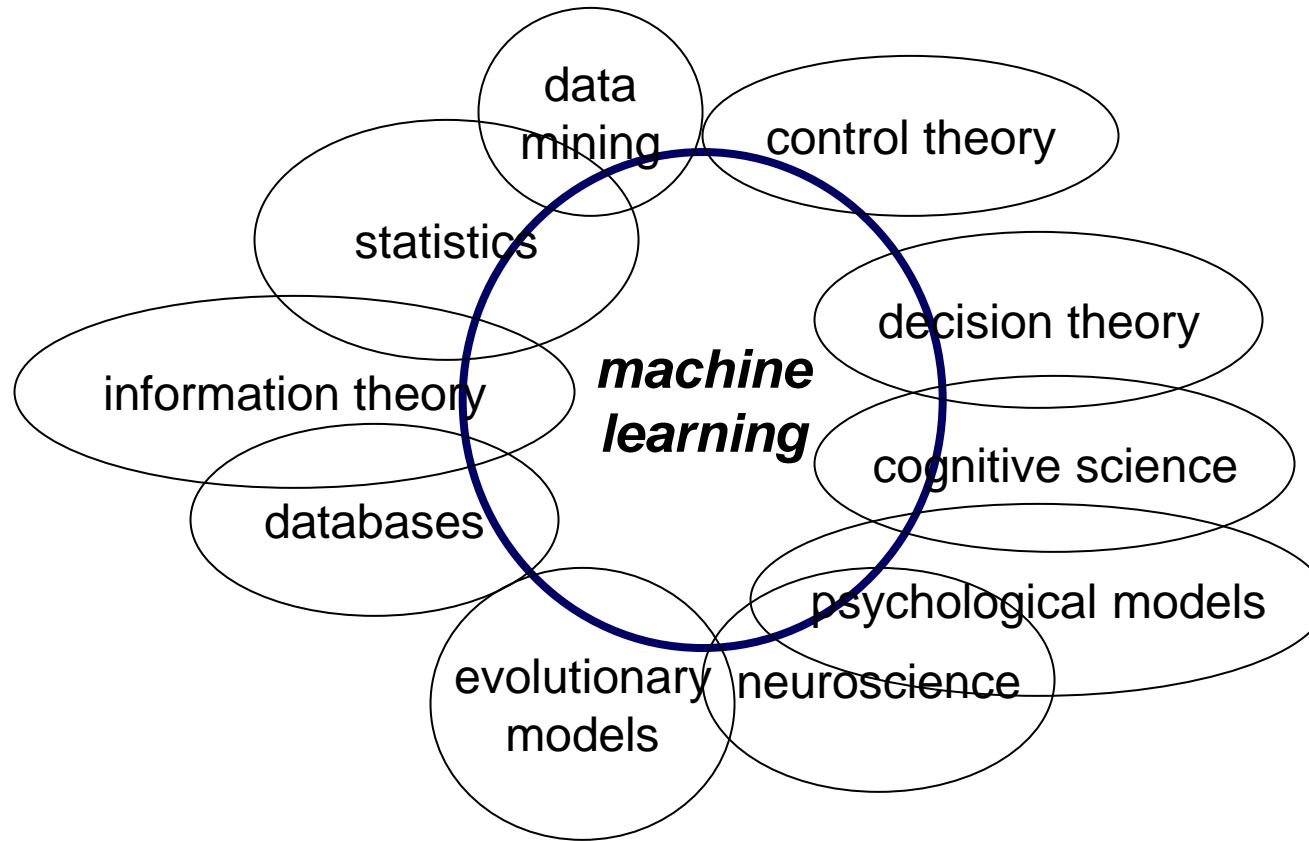 data
mining
control theory
statistics
decision theory
machine
learning
information theory
cognitive science
databases
psychological models
evolutionary
models
neuroscience